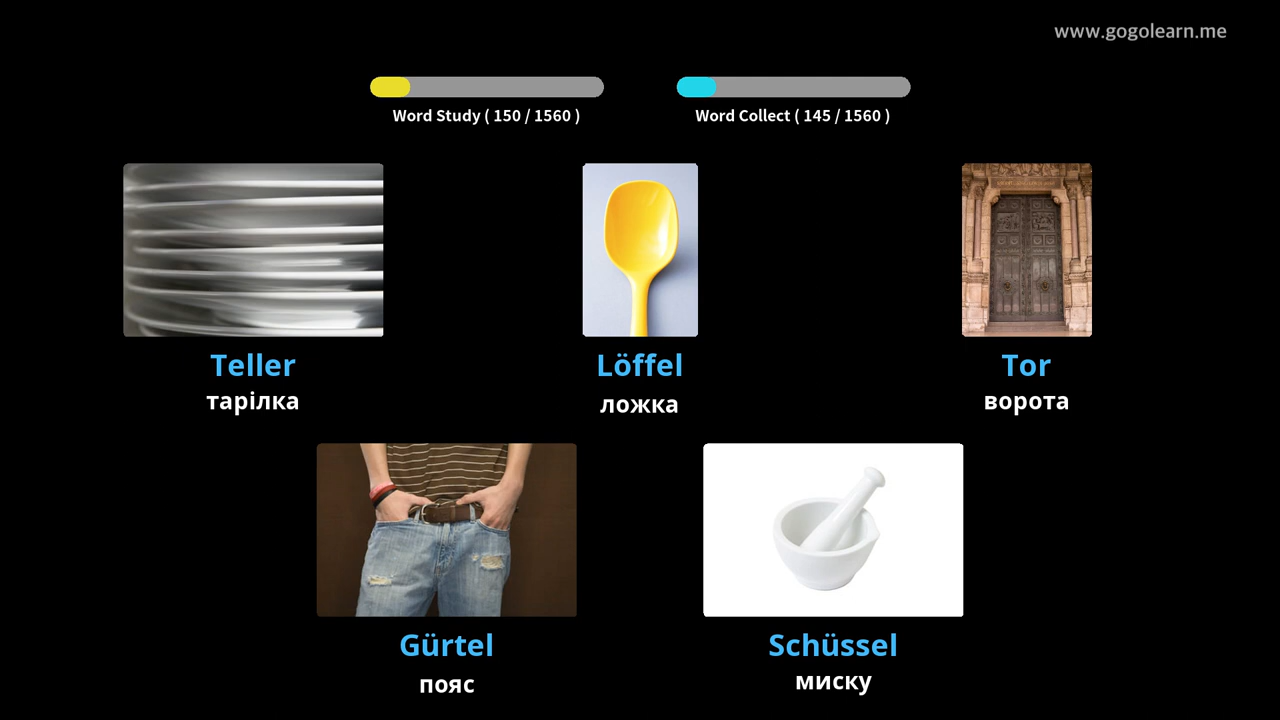 www.gogolearn.me
Word Study ( 150 / 1560 )
Word Collect ( 145 / 1560 )
Teller
тарілка
Löffel
ложка
Tor
ворота
Gürtel
пояс
Schüssel
миску